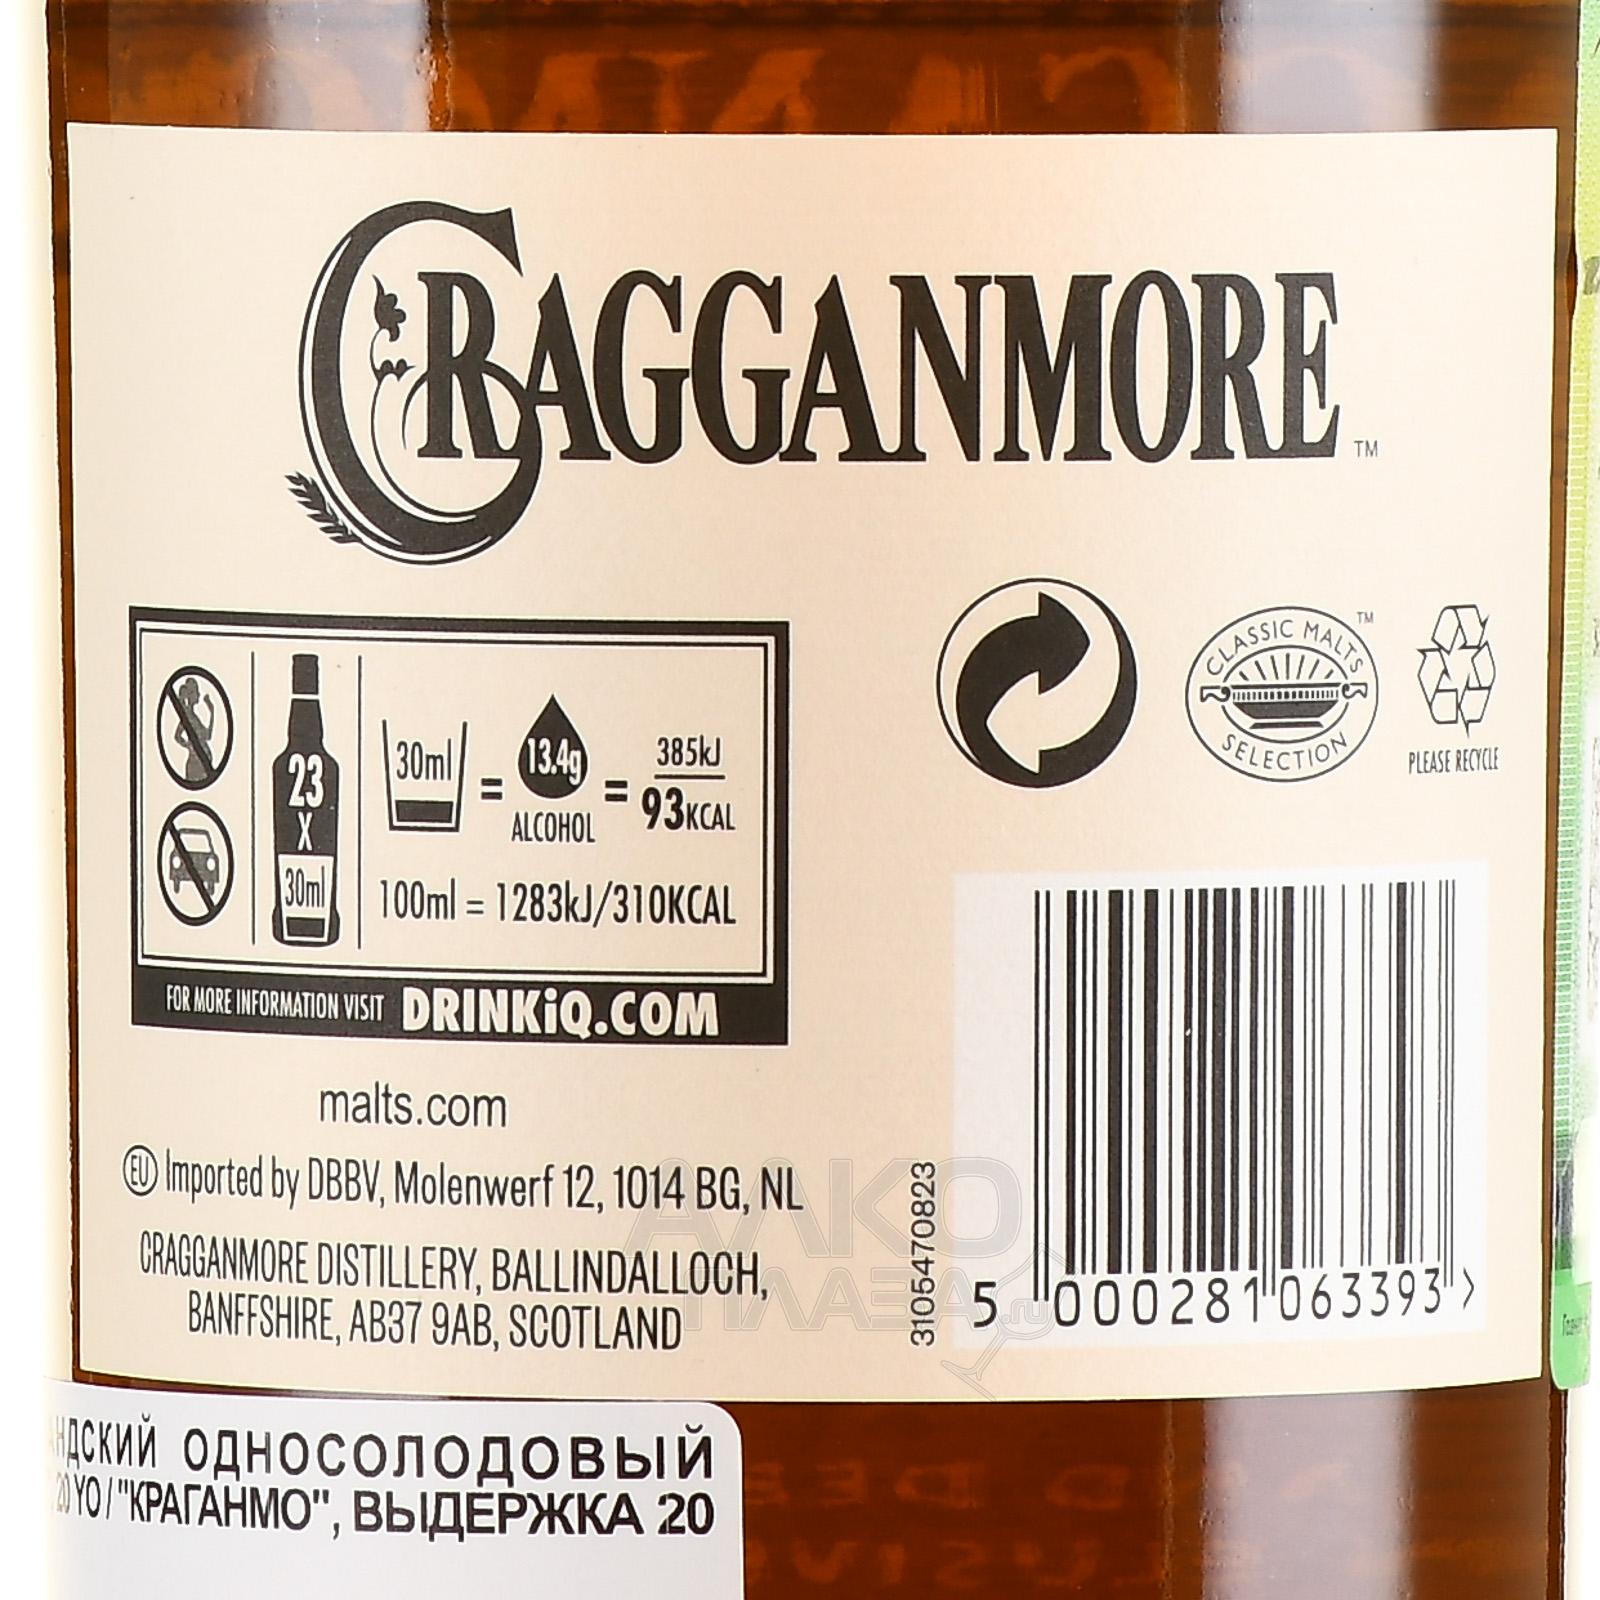 CRAGGANMORE TM
CLASSIC MALTS TM
SELECTION
PLEASE RECYCLE
23
X
30ml
30ml = 13.4g = 385kJ
ALCOHOL 93KCAL
100ml = 1283kJ/310KCAL
FOR MORE INFORMATION VISIT DRINKiQ.COM
malts.com
EU Imported by DBBV, Molenwerf 12, 1014 BG, NL
CRAGGANMORE DISTILLERY, BALLINDALLOCH,
BANFFSHIRE, AB37 9AB, SCOTLAND
3105470823
5 000281 063393 >
АЛКО
ПЛАЗА.ru
АНДСКИЙ ОДНОСОЛОДОВЫЙ
20 YO/"КРАГАНМО", ВЫДЕРЖКА 20